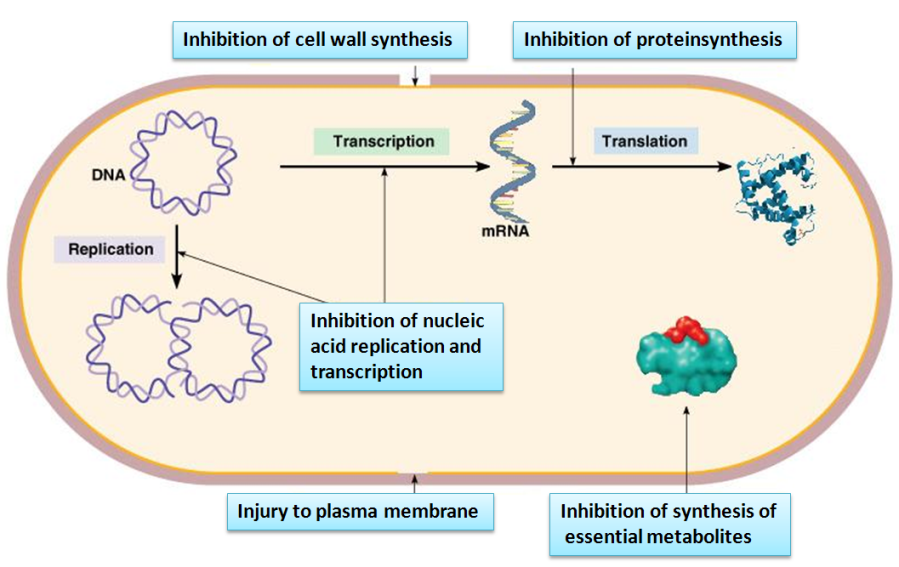 Inhibition of cell wall synthesis
Inhibition of proteinsynthesis
Transcription
Translation
DNA
mRNA
Replication
Inhibition of nucleic
acid replication and
transcription
Injury to plasma membrane
Inhibition of synthesis of
essential metabolites